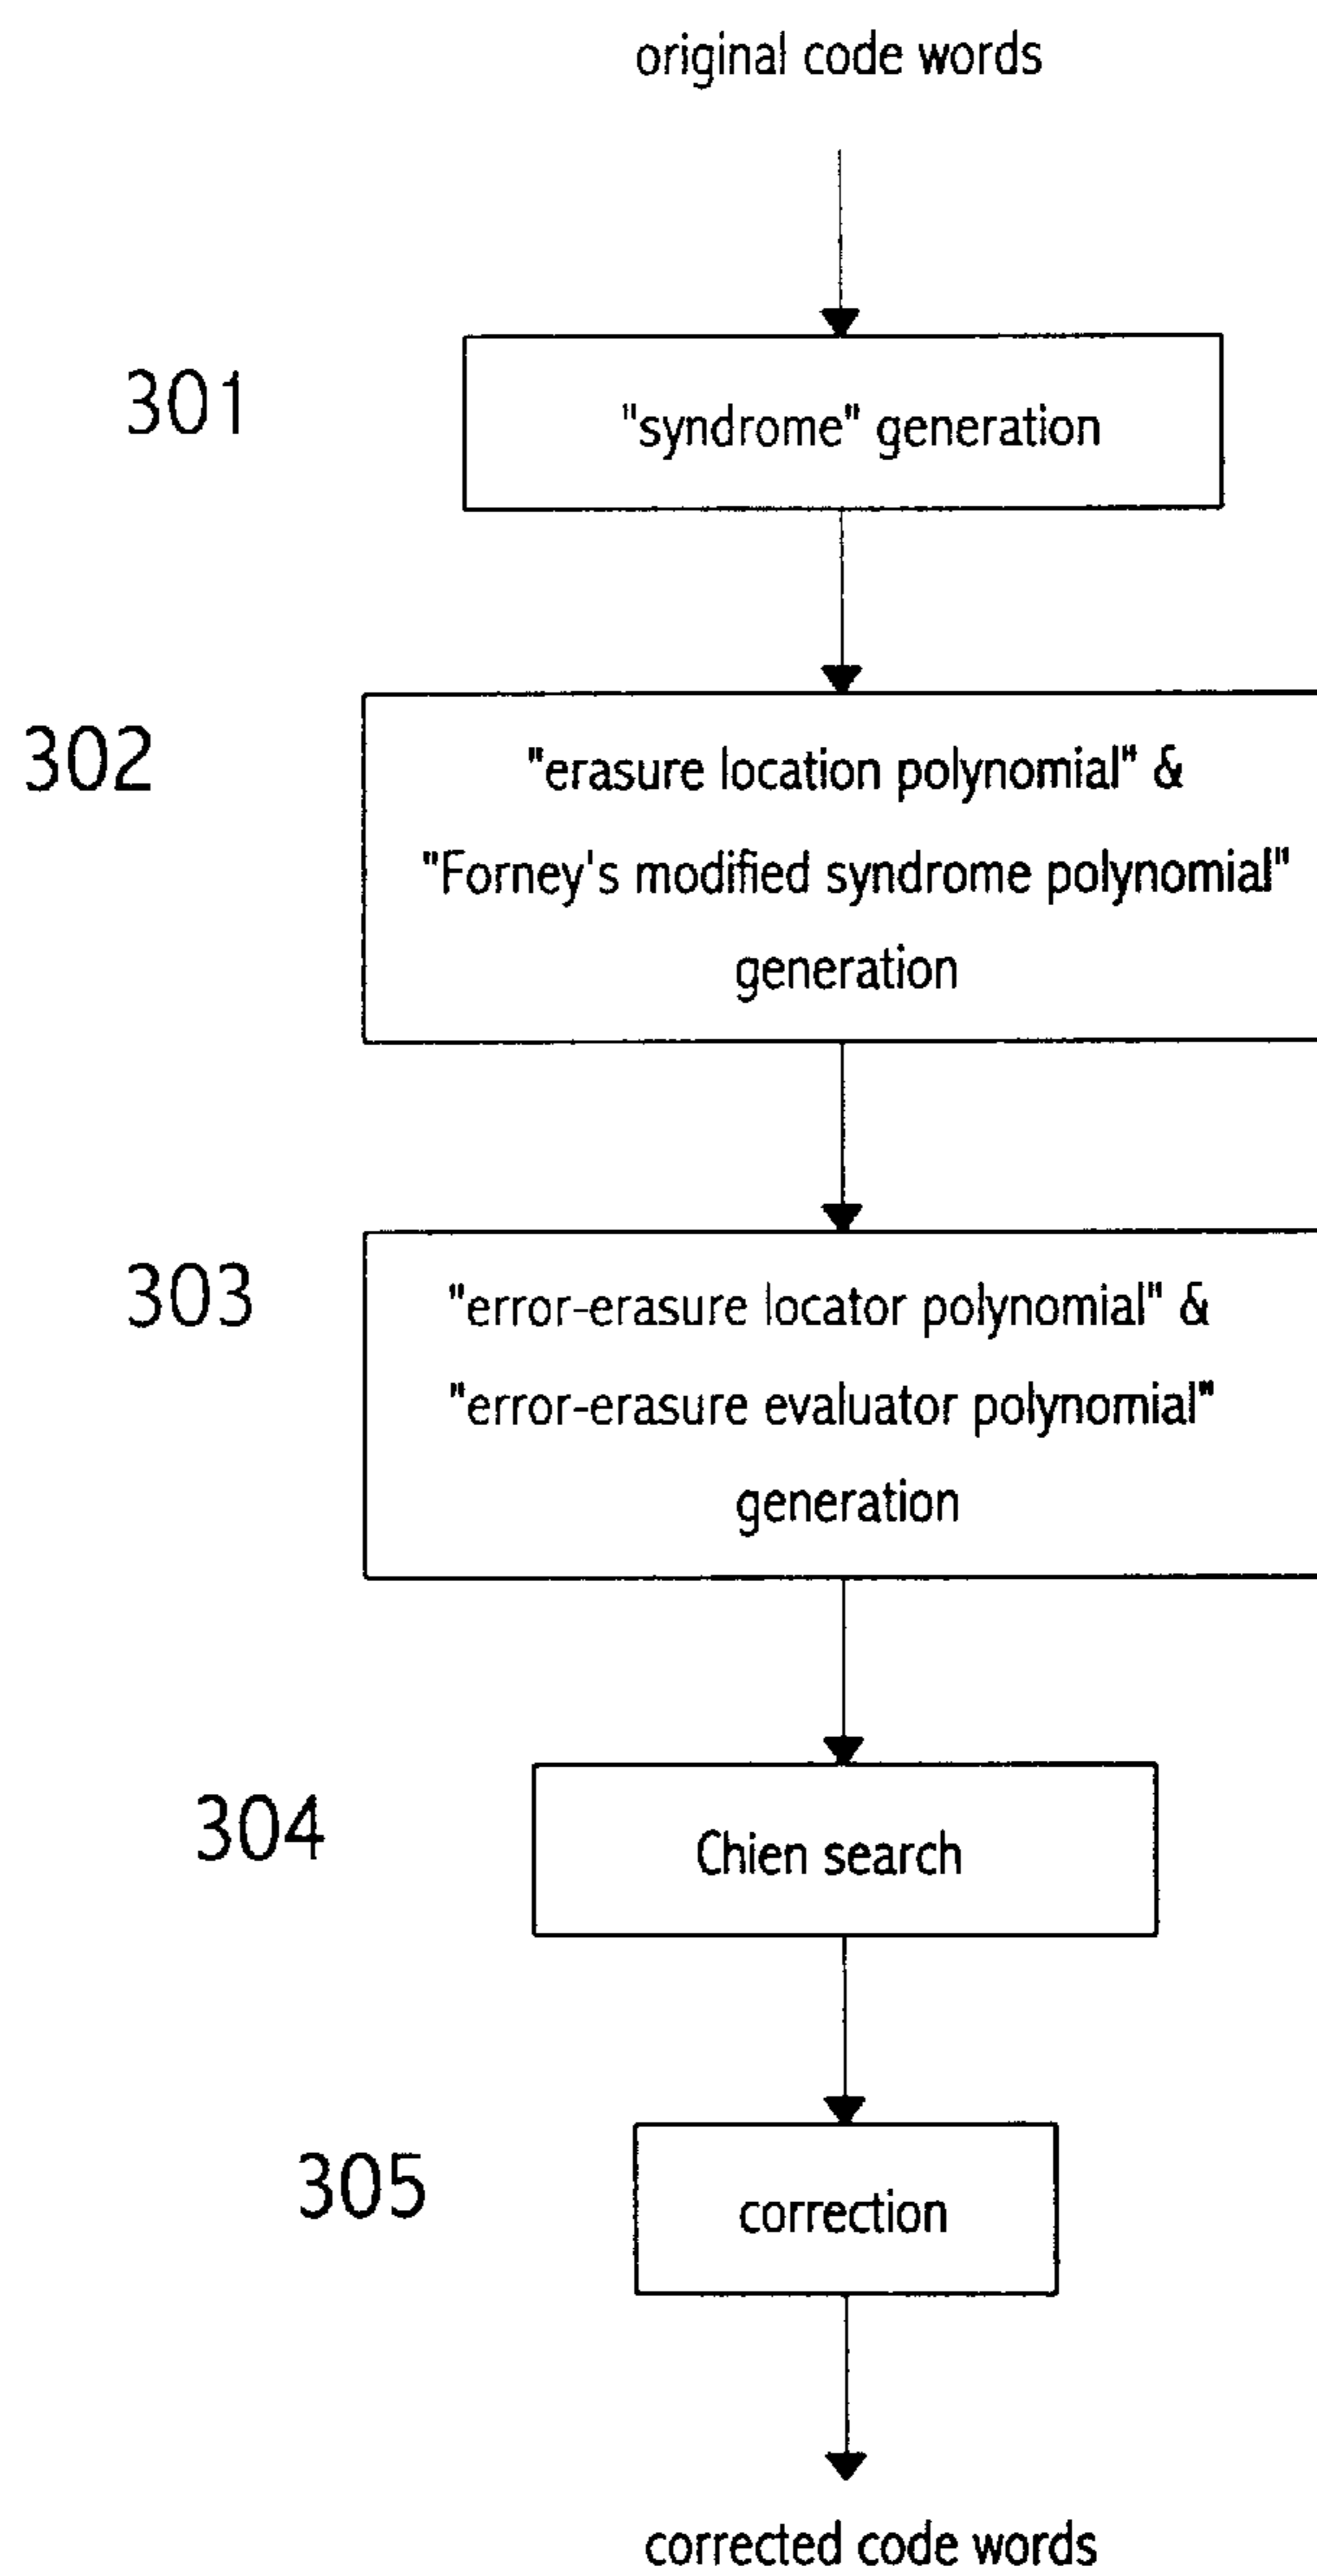 original code words
301
"syndrome" generation
302
"erasure location polynomial" &
"Forney's modified syndrome polynomial"
generation
303
"error-erasure locator polynomial" &
"error-erasure evaluator polynomial"
generation
304
Chien search
305
correction
corrected code words